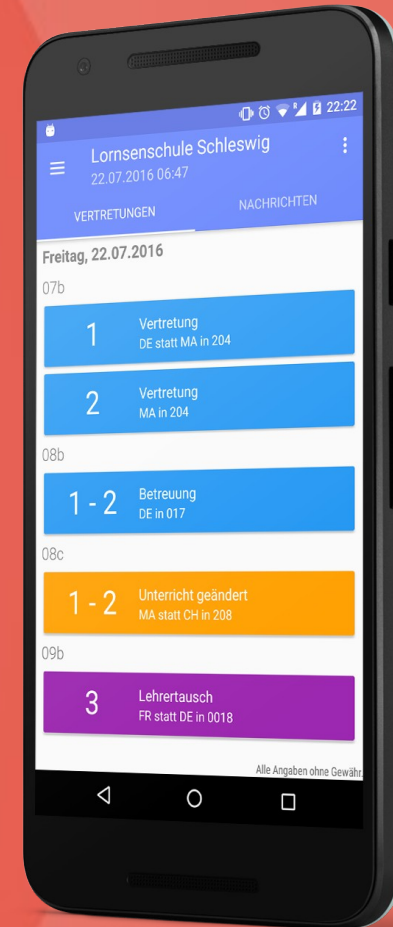 22:22
Lornsenschule Schleswig
22.07.2016 06:47
VERTRETUNGEN
NACHRICHTEN
Freitag, 22.07.2016
07b
1
Vertretung
DE statt MA in 204
2
Vertretung
MA in 204
08b
1 - 2
Betreuung
DE in 017
08c
1 - 2
Unterricht geändert
MA statt CH in 208
09b
3
Lehrertausch
FR statt DE in 0018
Alle Angaben ohne Gewähr.